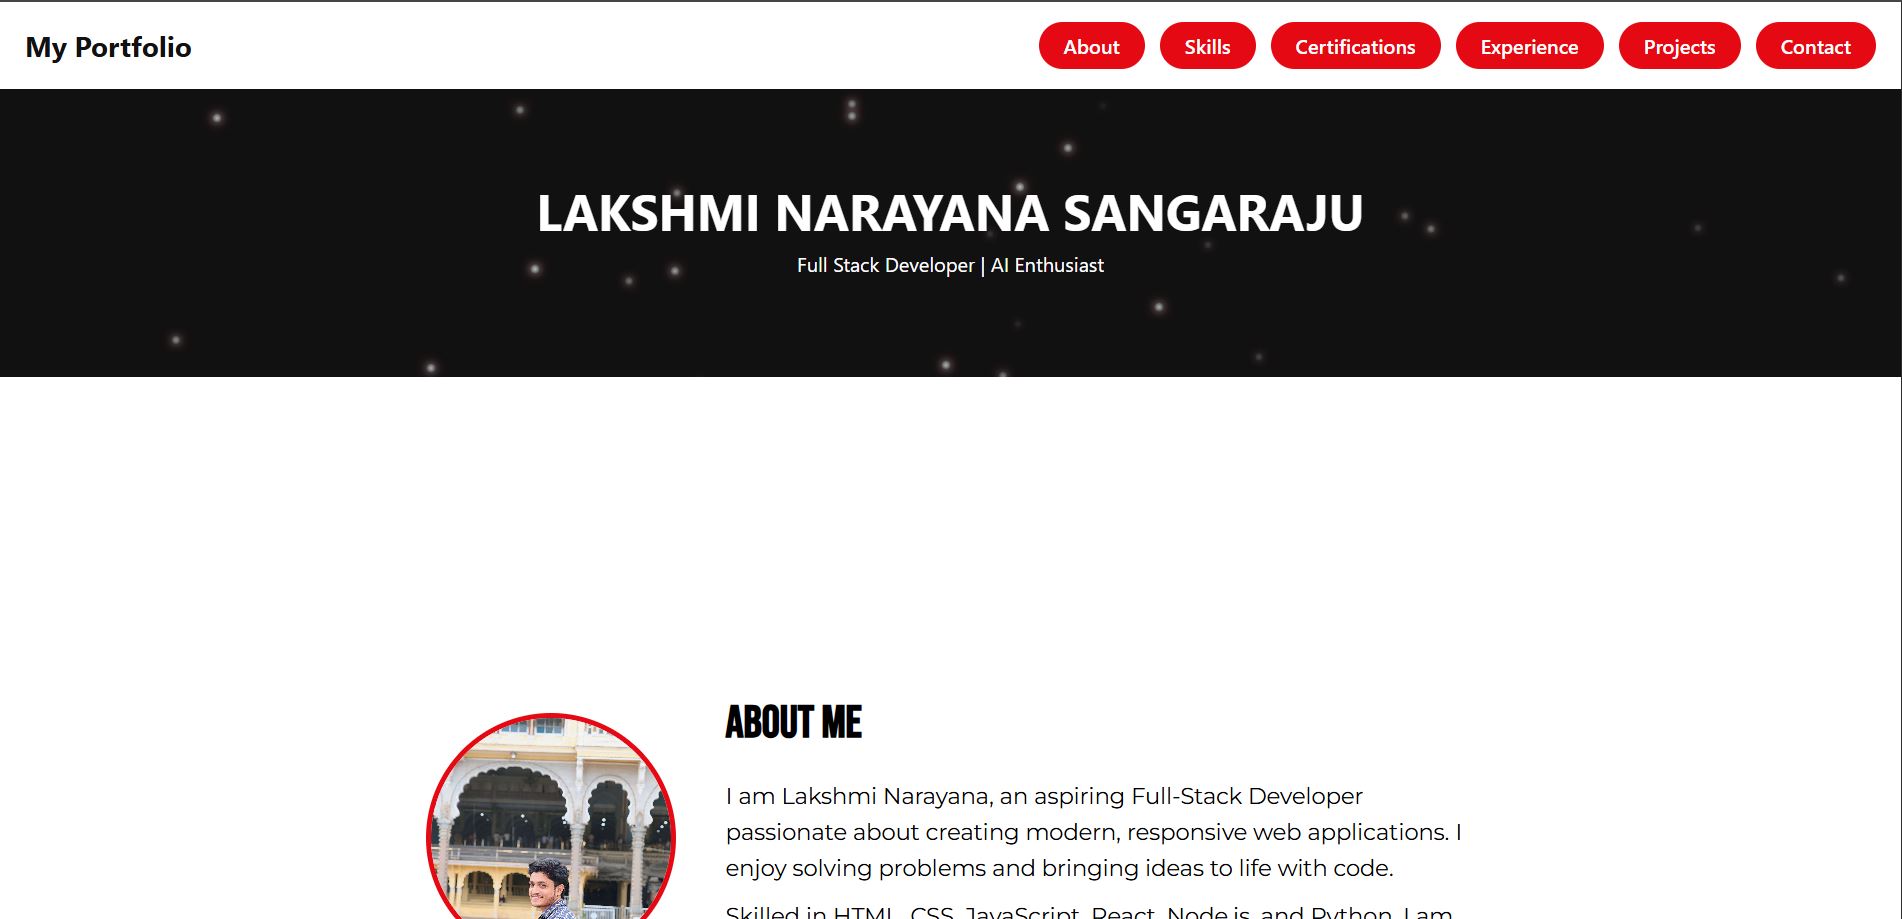 My Portfolio
About
Skills
Certifications
Experience
Projects
Contact
LAKSHMI NARAYANA SANGARAJU
Full Stack Developer | AI Enthusiast
ABOUT ME
I am Lakshmi Narayana, an aspiring Full-Stack Developer
passionate about creating modern, responsive web applications. I
enjoy solving problems and bringing ideas to life with code.
Skilled in HTML, CSS, JavaScript, React, Node.js, and Python, I am